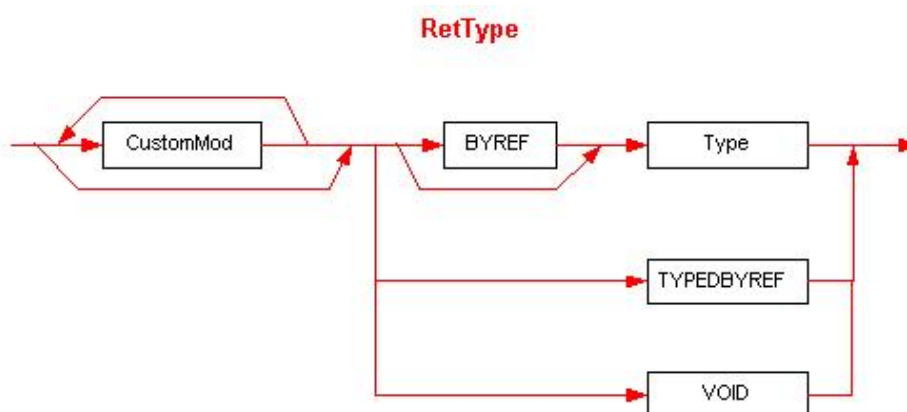 RetType
CustomMod
BYREF
Type
TYPEDBYREF
VOID